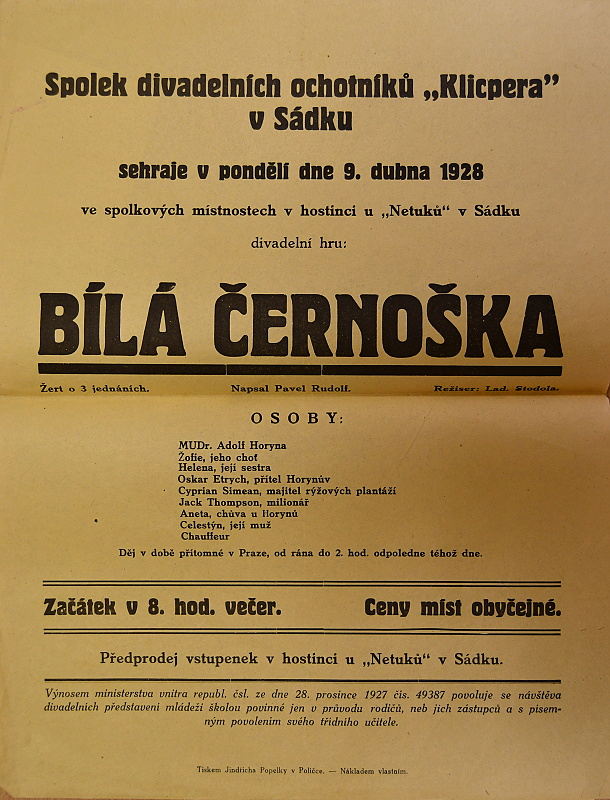 Spolek divadelních ochotníků „Klicpera”
v Sádku
sehraje v pondělí dne 9. dubna 1928
ve spolkových místnostech v hostinci u „Netuků“ v Sádku
divadelní hru:
BÍLÁ ČERNOŠKA
Žert o 3 jednáních. Napsal Pavel Rudolf. Režiser: Lad. Stodola.
OSOBY:
MUDr. Adolf Horyna
Žofie, jeho choť
Helena, její sestra
Oskar Etrych, přítel Horynův
Cyprian Simean, majitel rýžových plantáží
Jack Thompson, milionář
Aneta, chůva u Horynů
Celestýn, její muž
Chauffeur
Děj v době přítomné v Praze, od rána do 2. hod. odpoledne téhož dne.
Začátek v 8. hod. večer. Ceny míst obyčejné.
Předprodej vstupenek v hostinci u „Netuků“ v Sádku.
Výnosem ministerstva vnitra republ. čsl. ze dne 28. prosince 1927 čís. 49387 povoluje se návštěva
divadelních představení mládeži školou povinné jen v průvodu rodičů, neb jich zástupců a s písem-
ným povolením svého třídního učitele.
Tiskem Jindřicha Popelky v Poličce. — Nákladem vlastním.